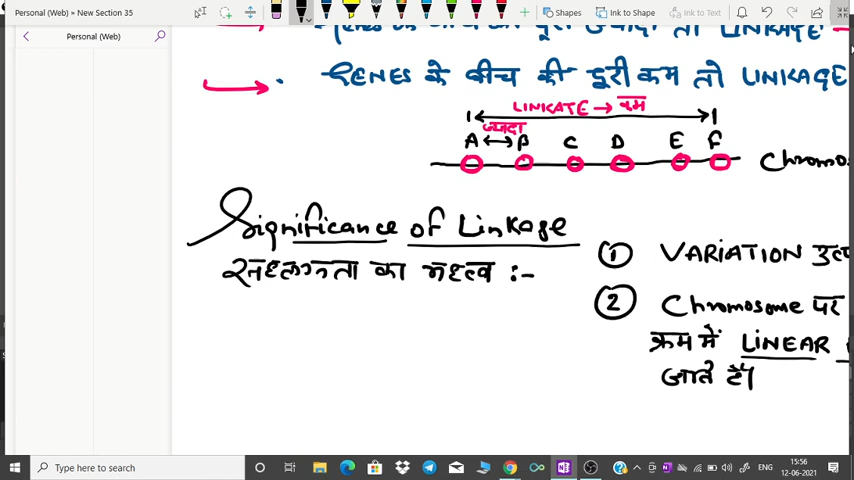 Personal (Web) > New Section 35
Shapes
Ink to Shape
Ink to Text
Personal (Web)
LINKAGE
GENES के बीच की दूरी कम तो LINKAGE
LINKATE → कम
ज्यादा
A B C D E F
Significance of Linkage
सहलग्नता का महत्व :-
① VARIATION
② Chromosome पर
क्रम में LINEAR
जाते हैं।
Type here to search
ENG
15:56
12-06-2021